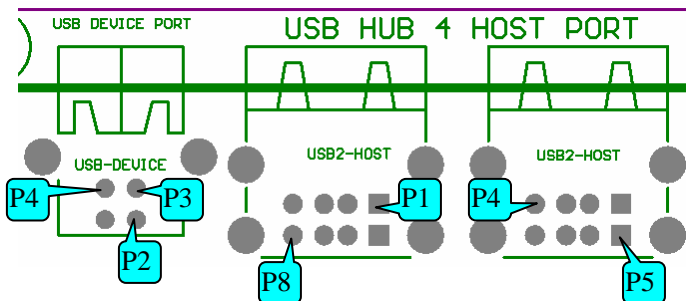 USB DEVICE PORT
USB HUB 4 HOST PORT
USB-DEVICE
USB2-HOST
USB2-HOST
P4
P3
P1
P4
P2
P8
P5